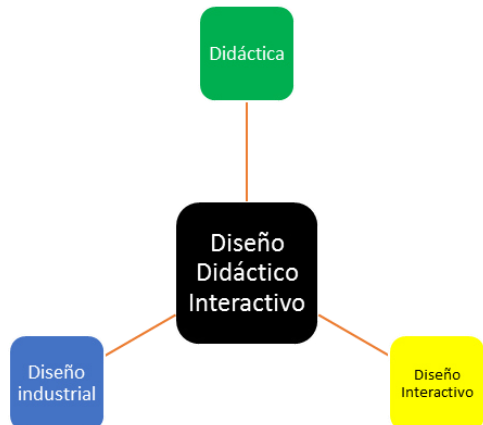 Didáctica
Diseño
Didáctico
Interactivo
Diseño
industrial
Diseño
Interactivo